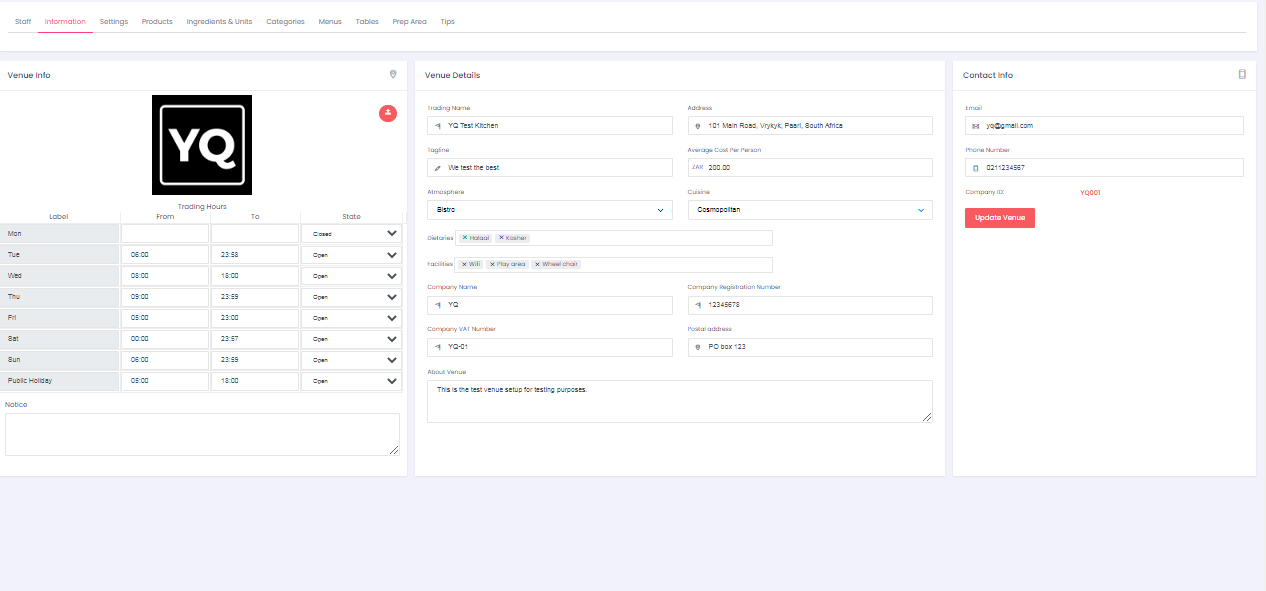 Staff Information Settings Products Ingredients & Units Categories Menus Tables Prep Area Tips
Venue Info
YQ
Trading Hours
Label From To State
Mon Closed
Tue 06:00 23:58 Open
Wed 08:00 18:00 Open
Thu 09:00 23:59 Open
Fri 05:00 23:00 Open
Sat 00:00 23:57 Open
Sun 06:00 23:59 Open
Public Holiday 05:00 18:00 Open
Notice
Venue Details
Trading Name Address
YQ Test Kitchen 101 Main Road, Vrykyk, Paarl, South Africa
Tagline Average Cost Per Person
We test the best ZAR 200.00
Atmosphere Cuisine
Bistro Cosmopolitan
Dietaries × Halaal × Kosher
Facilities × Wifi × Play area × Wheel chair
Company Name Company Registration Number
YQ 12345678
Company VAT Number Postal address
YQ-01 PO box 123
About Venue
This is the test venue setup for testing purposes.
Contact Info
Email
yq@gmail.com
Phone Number
0211234567
Company ID: YQ001
Update Venue